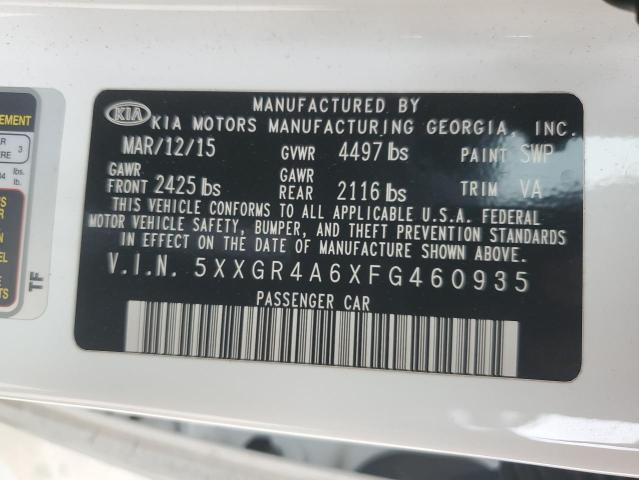 MANUFACTURED BY
KIA KIA MOTORS MANUFACTURING GEORGIA, INC.
MAR/12/15 GVWR 4497 lbs PAINT SWP
GAWR FRONT 2425 lbs GAWR REAR 2116 lbs TRIM VA
THIS VEHICLE CONFORMS TO ALL APPLICABLE U.S.A. FEDERAL
MOTOR VEHICLE SAFETY, BUMPER, AND THEFT PREVENTION STANDARDS
IN EFFECT ON THE DATE OF MANUFACTURE SHOWN ABOVE.
V.I.N. 5XXGR4A6XFG460935
PASSENGER CAR
TF